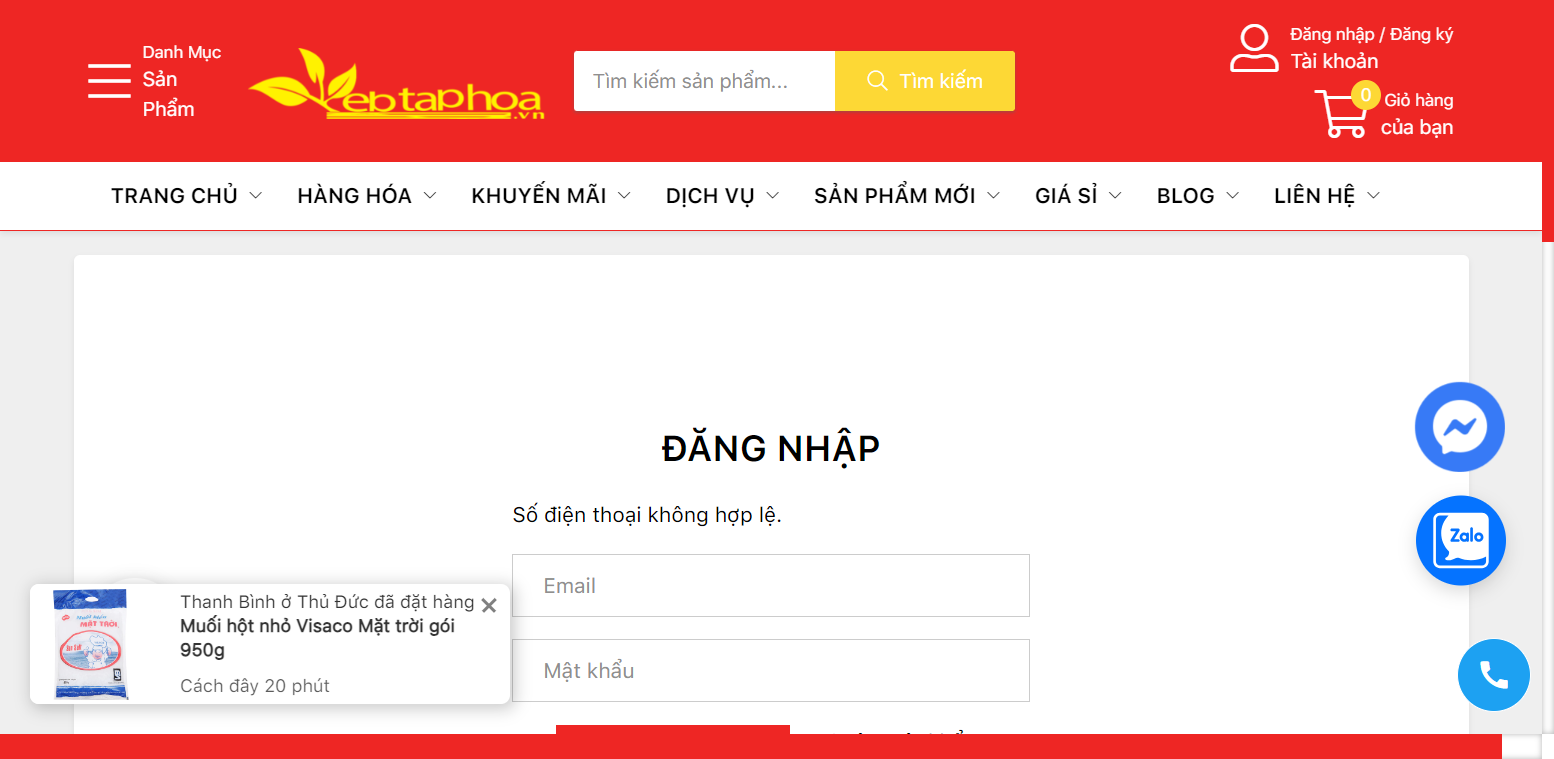 Danh Mục
Sản
Phẩm
ebtaphoa
.vn
Tìm kiếm sản phẩm...
Tìm kiếm
Đăng nhập / Đăng ký
Tài khoản
0
Giỏ hàng
của bạn
TRANG CHỦ HÀNG HÓA KHUYẾN MÃI DỊCH VỤ SẢN PHẨM MỚI GIÁ SỈ BLOG LIÊN HỆ
ĐĂNG NHẬP
Số điện thoại không hợp lệ.
Email
Mật khẩu
Zalo
MẶT TRỜI
Thanh Bình ở Thủ Đức đã đặt hàng
Muối hột nhỏ Visaco Mặt trời gói
950g
Cách đây 20 phút